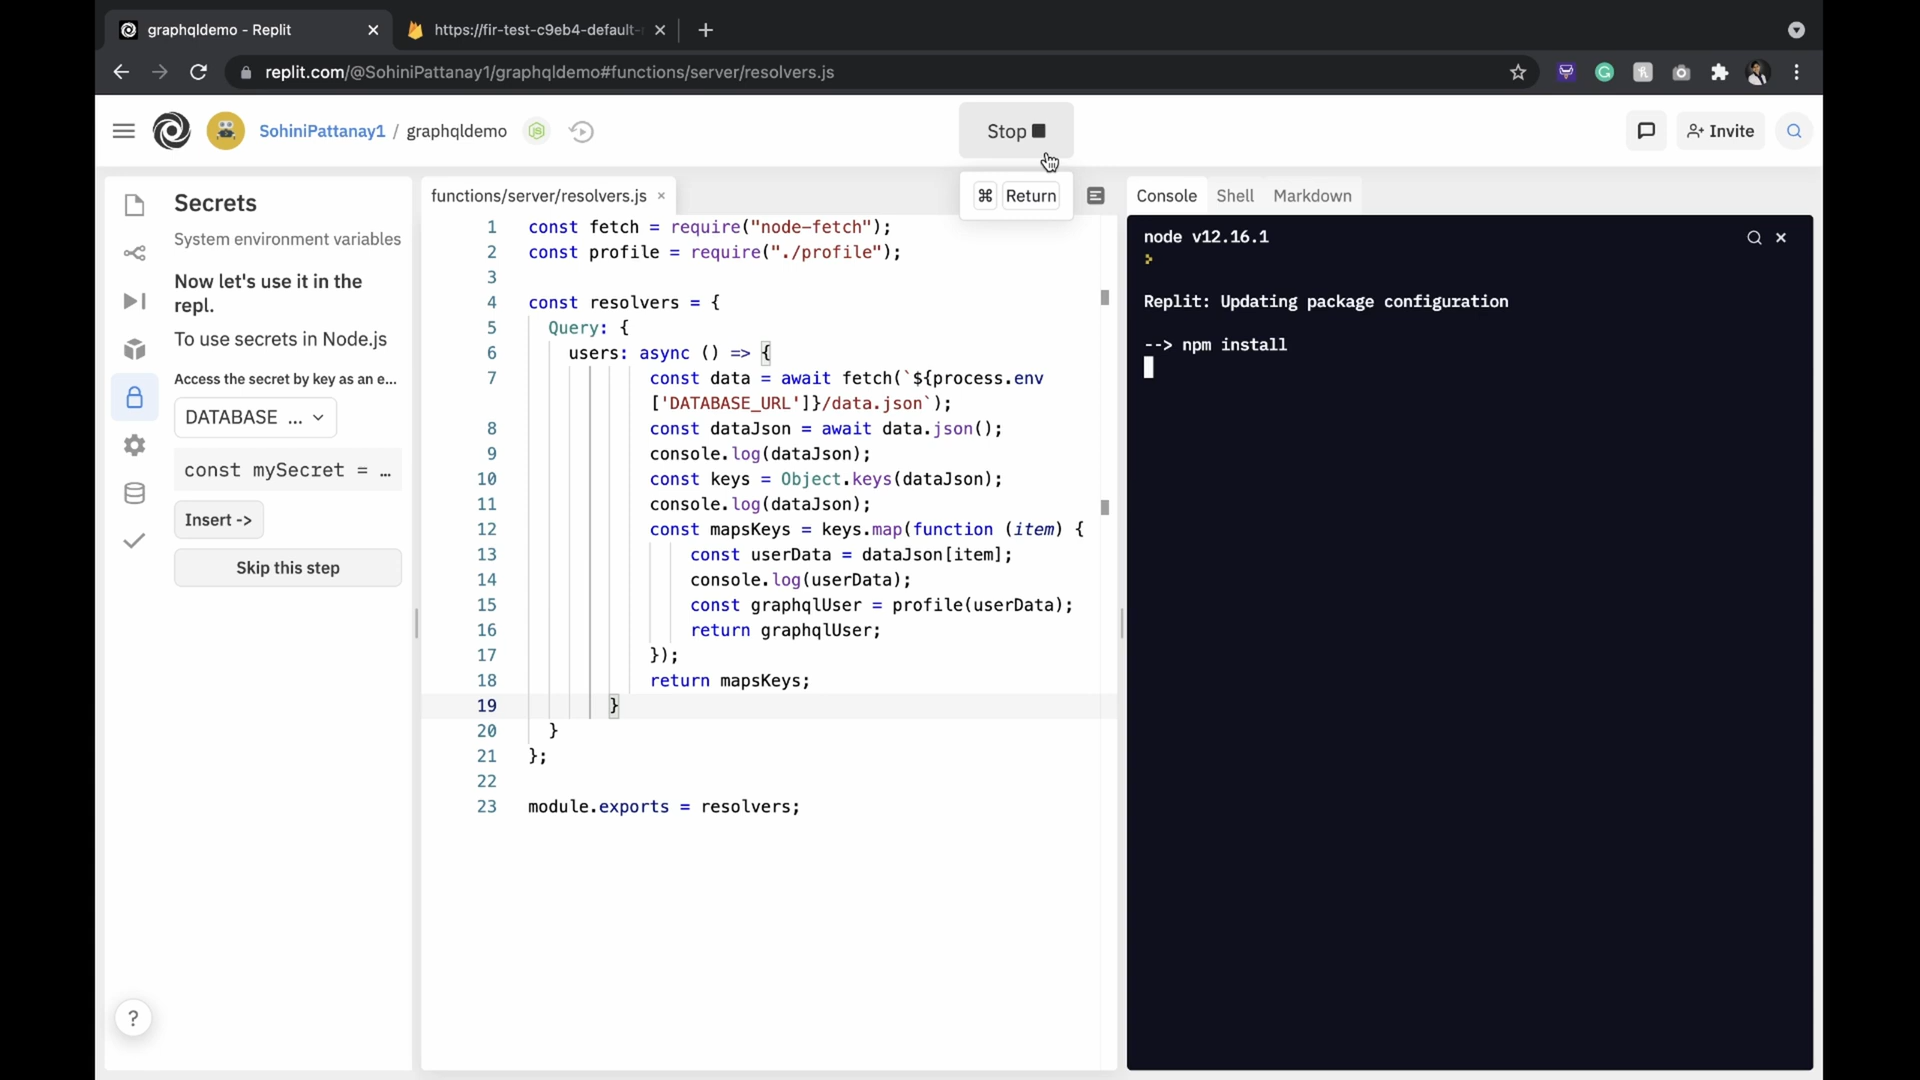 graphqldemo - Replit
https://fir-test-c9eb4-default-
replit.com/@SohiniPattanay1/graphqldemo#functions/server/resolvers.js
SohiniPattanay1 / graphqldemo
Stop
Invite
⌘ Return
Secrets
System environment variables
Now let's use it in the
repl.
To use secrets in Node.js
Access the secret by key as an e...
DATABASE ...
const mySecret = …
Insert ->
Skip this step
?
functions/server/resolvers.js
1 const fetch = require("node-fetch");
2 const profile = require("./profile");
3
4 const resolvers = {
5 Query: {
6 users: async () => {
7 const data = await fetch(`${process.env
['DATABASE_URL']}/data.json`);
8 const dataJson = await data.json();
9 console.log(dataJson);
10 const keys = Object.keys(dataJson);
11 console.log(dataJson);
12 const mapsKeys = keys.map(function (item) {
13 const userData = dataJson[item];
14 console.log(userData);
15 const graphqlUser = profile(userData);
16 return graphqlUser;
17 });
18 return mapsKeys;
19 }
20 }
21 };
22
23 module.exports = resolvers;
Console Shell Markdown
node v12.16.1
Replit: Updating package configuration
--> npm install